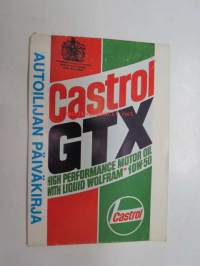 AUTOILIJAN PÄIVÄKIRJA
Castrol
GTX
HIGH PERFORMANCE MOTOR OIL
WITH LIQUID WOLFRAM 10W/50
Castrol